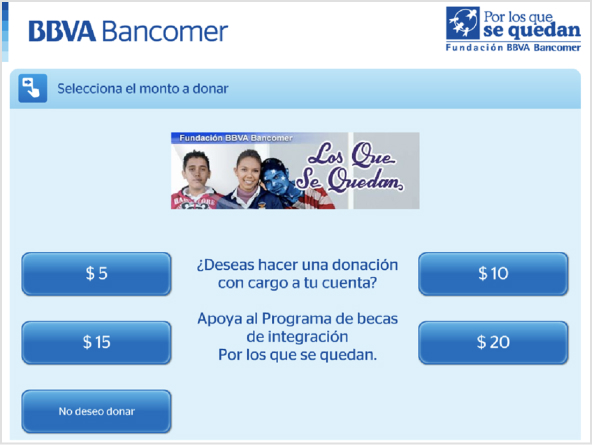 BBVA Bancomer
Por los que
se quedan
Fundación BBVA Bancomer
Selecciona el monto a donar
Fundación BBVA Bancomer
Los Que
Se Quedan.
$ 5
¿Deseas hacer una donación
con cargo a tu cuenta?
$ 10
$ 15
Apoya al Programa de becas
de integración
Por los que se quedan.
$ 20
No deseo donar